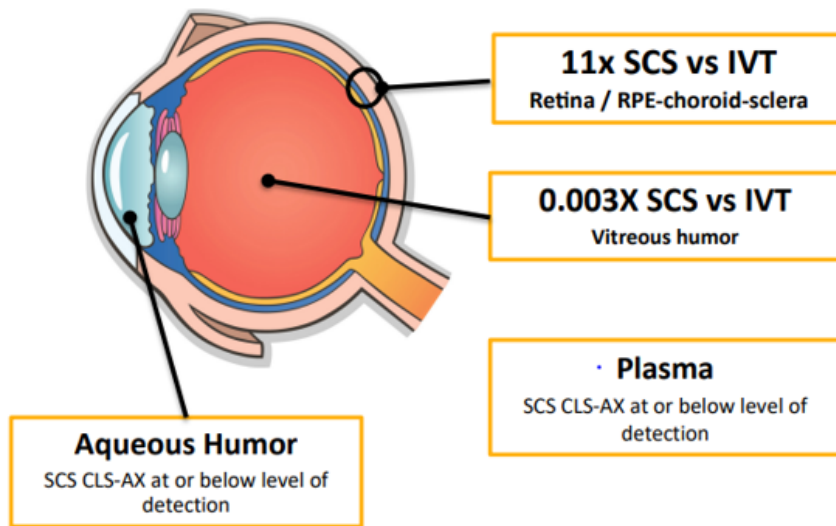 11x SCS vs IVT
Retina / RPE-choroid-sclera
0.003X SCS vs IVT
Vitreous humor
Plasma
SCS CLS-AX at or below level of
detection
Aqueous Humor
SCS CLS-AX at or below level of
detection